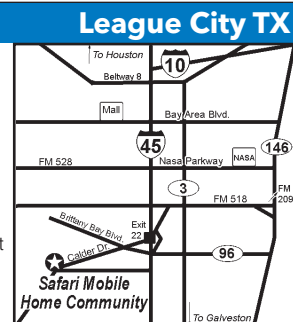 League City TX
To Houston
10
Beltway 8
Mall
Bay Area Blvd.
45
146
FM 528
Nasa Parkway
NASA
3
FM 518
FM
209
Brittany Bay Blvd.
Exit
22
Calder Dr.
96
t
Safari Mobile
Home Community
To Galveston